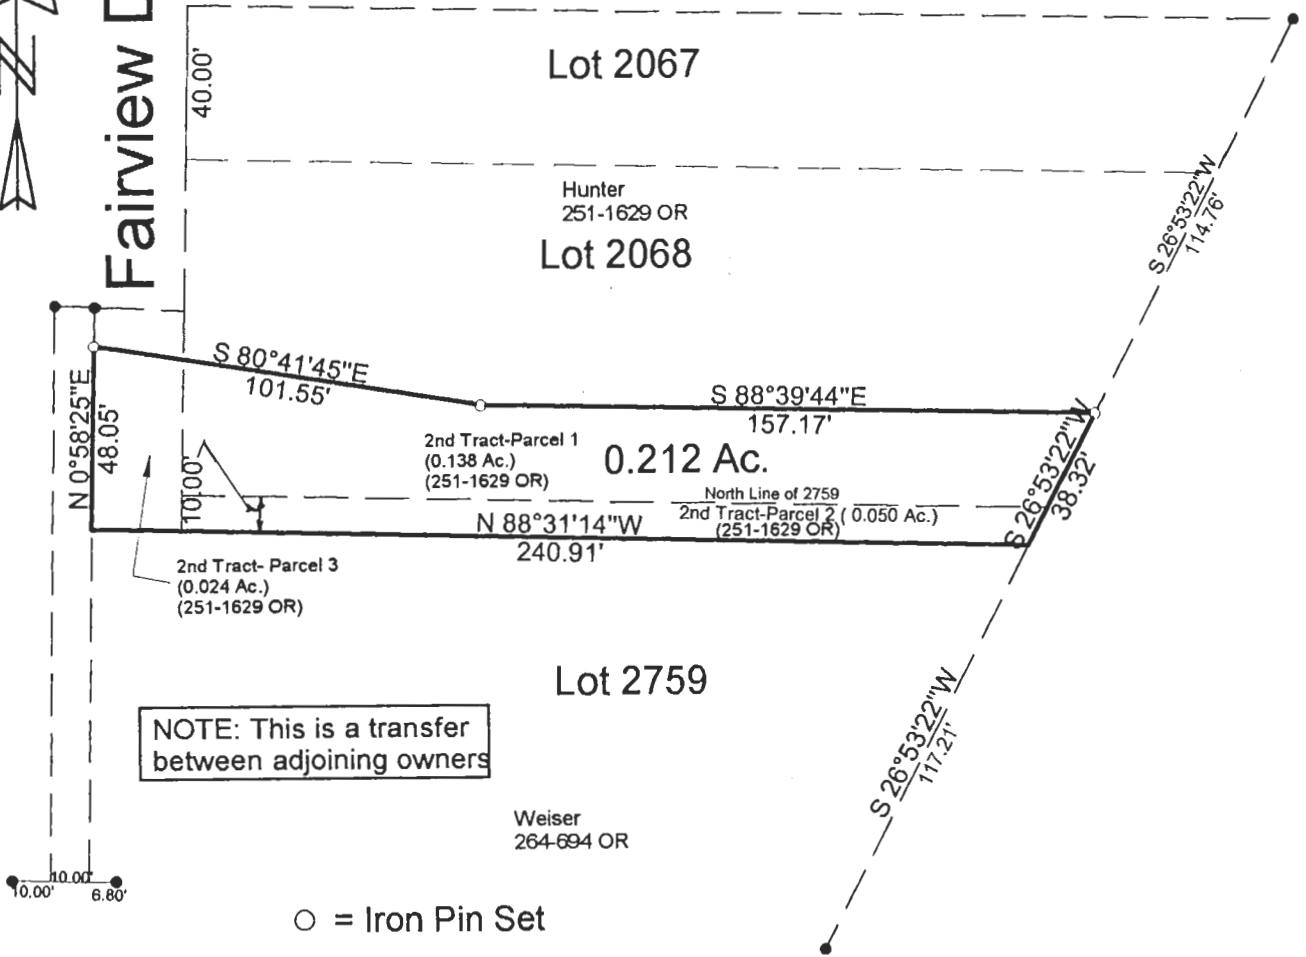 N
Fairview
40.00'
Lot 2067
Hunter
251-1629 OR
Lot 2068
S 26°53'22"W
114.76'
S 80°41'45"E
101.55'
S 88°39'44"E
157.17'
N 0°58'25"E
48.05'
10.00'
2nd Tract-Parcel 1
(0.138 Ac.)
(251-1629 OR)
0.212 Ac.
North Line of 2759
2nd Tract-Parcel 2 ( 0.050 Ac.)
(251-1629 OR)
S 26°53'22"W
38.32'
N 88°31'14"W
240.91'
2nd Tract- Parcel 3
(0.024 Ac.)
(251-1629 OR)
Lot 2759
S 26°53'22"W
117.21'
NOTE: This is a transfer
between adjoining owners
Weiser
264-694 OR
10.00'
10.00'
6.80'
= Iron Pin Set